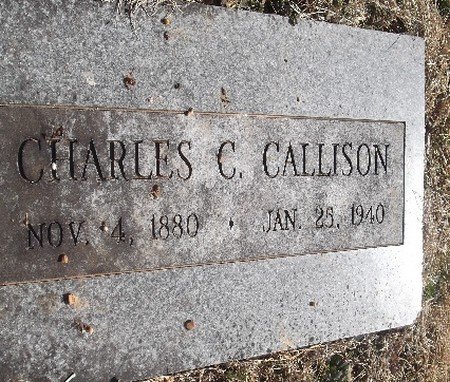 CHARLES C. CALLISON
NOV. 4, 1880 · JAN. 25, 1940